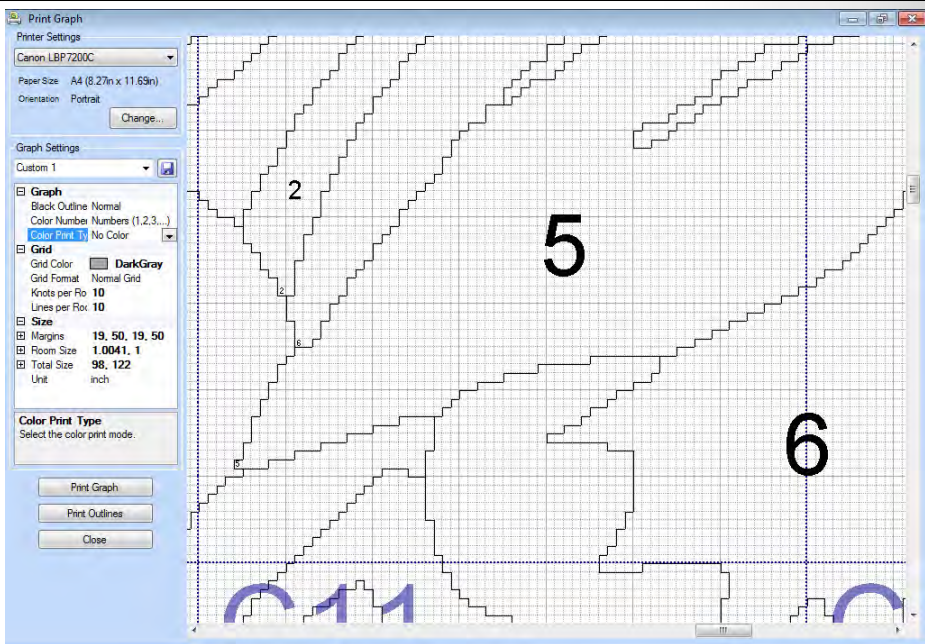 Print Graph
Printer Settings
Canon LBP7200C
Paper Size A4 (8.27in x 11.69in)
Orientation Portrait
Change...
Graph Settings
Custom 1
Graph
Black Outline Normal
Color Number Numbers (1,2,3,...)
Color Print Ty No Color
Grid
Grid Color DarkGray
Grid Format Normal Grid
Knots per Ro 10
Lines per Roo 10
Size
Margins 19, 50, 19, 50
Room Size 1.0041, 1
Total Size 98, 122
Unit inch
Color Print Type
Select the color print mode.
Print Graph
Print Outlines
Close
2
5
2
6
6
5
C11